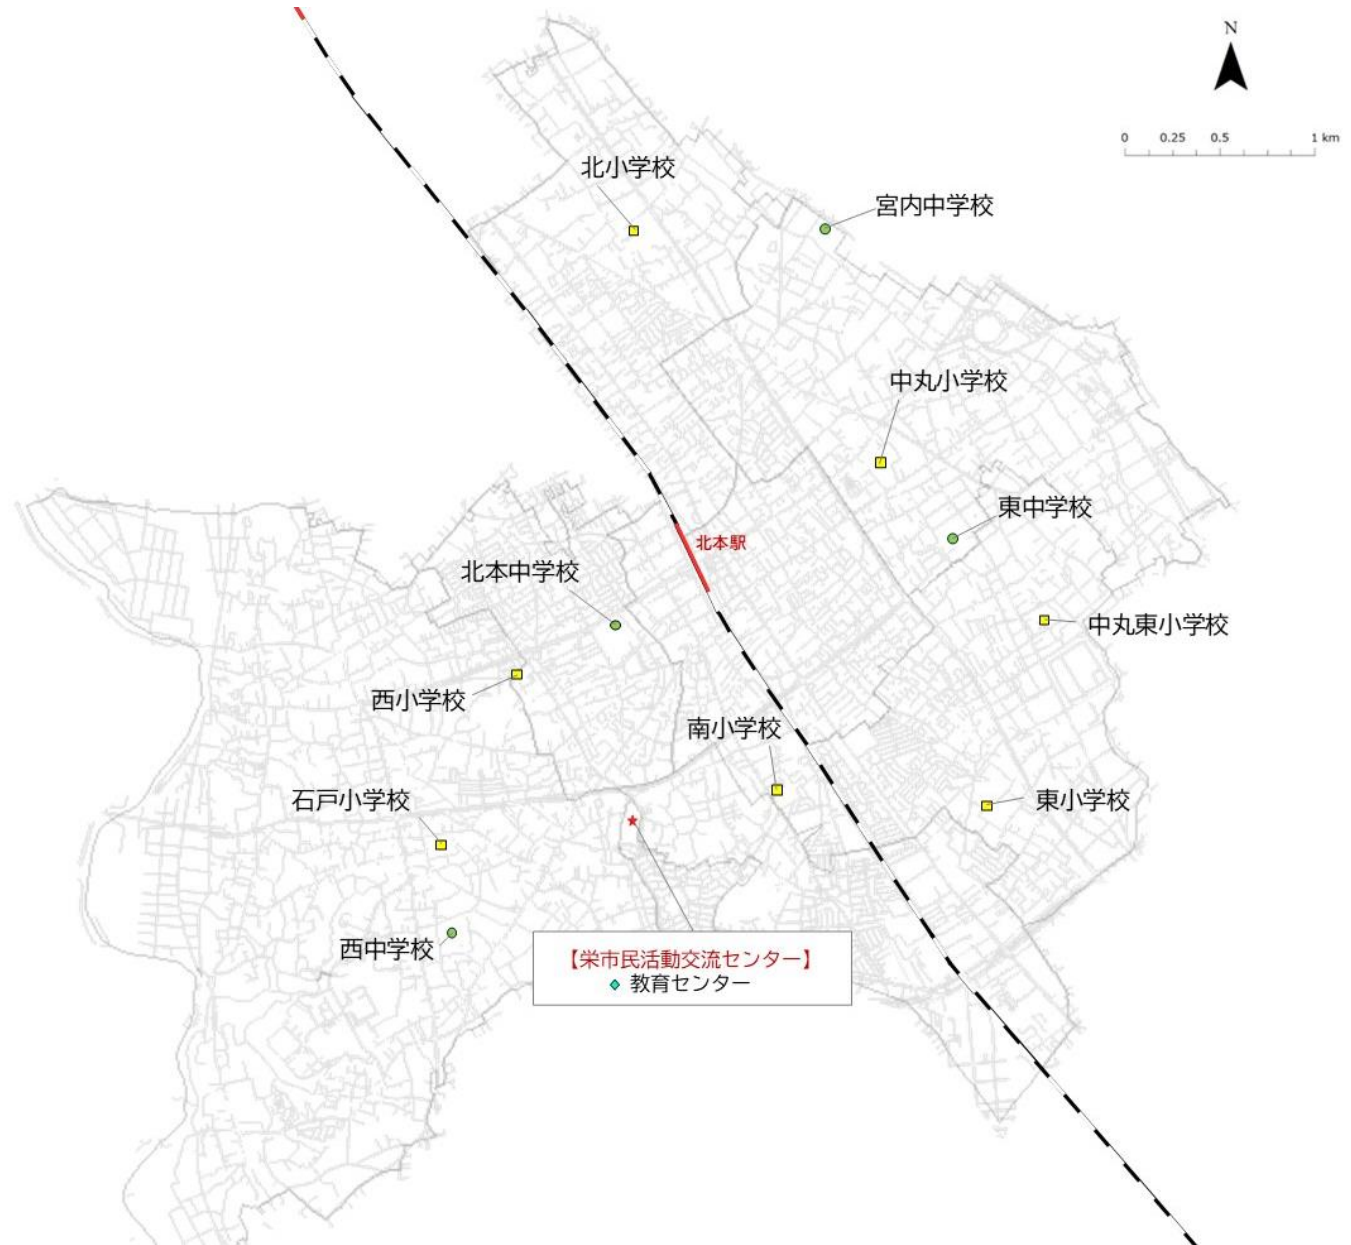 N
0 0.25 0.5 1 km
北小学校
宮内中学校
中丸小学校
東中学校
北本駅
北本中学校
中丸東小学校
西小学校
南小学校
石戸小学校
東小学校
西中学校
【栄市民活動交流センター】
教育センター